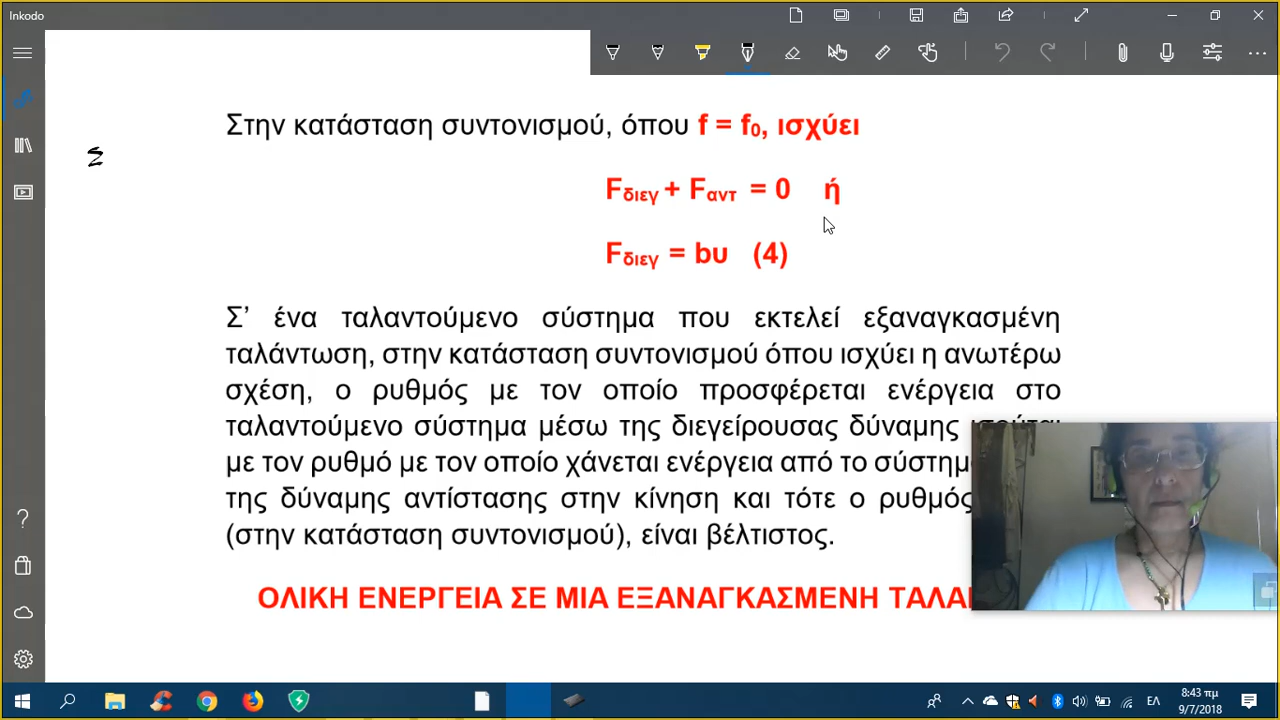 Inkodo
Στην κατάσταση συντονισμού, όπου f = f0, ισχύει
Σ
Fδιεγ + Fαντ = 0 ή
Fδιεγ = bυ (4)
Σ’ ένα ταλαντούμενο σύστημα που εκτελεί εξαναγκασμένη
ταλάντωση, στην κατάσταση συντονισμού όπου ισχύει η ανωτέρω
σχέση, ο ρυθμός με τον οποίο προσφέρεται ενέργεια στο
ταλαντούμενο σύστημα μέσω της διεγείρουσας δύναμης
με τον ρυθμό με τον οποίο χάνεται ενέργεια από το
της δύναμης αντίστασης στην κίνηση και τότε ο ρυθμός
(στην κατάσταση συντονισμού), είναι βέλτιστος.
ΟΛΙΚΗ ΕΝΕΡΓΕΙΑ ΣΕ ΜΙΑ ΕΞΑΝΑΓΚΑΣΜΕΝΗ
ΕΛ
8:43 πμ
9/7/2018